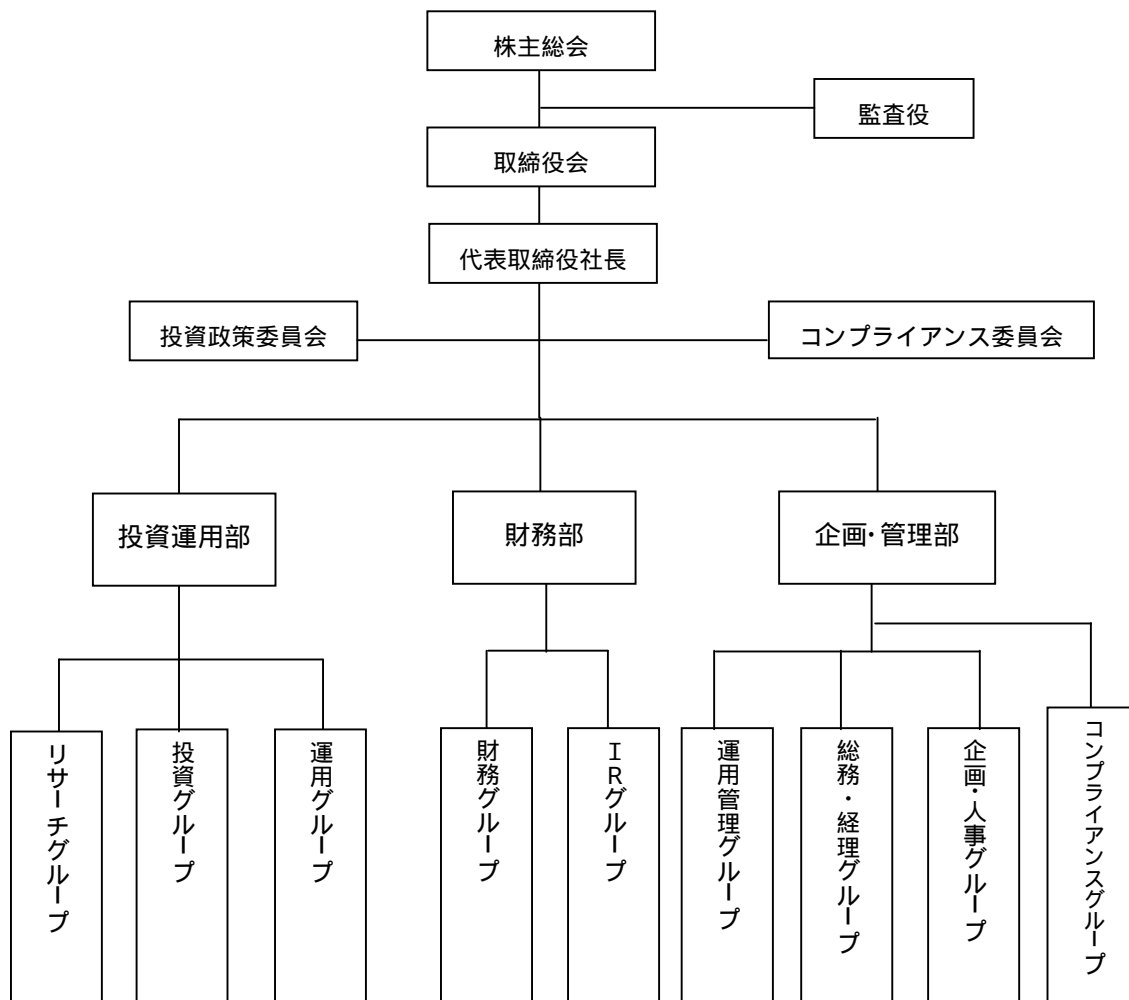 株主総会
監査役
取締役会
代表取締役社長
投資政策委員会
コンプライアンス委員会
投資運用部
財務部
企画・管理部
リサーチグループ
投資グループ
運用グループ
財務グループ
ＩＲグループ
運用管理グループ
総務・経理グループ
企画・人事グループ
コンプライアンスグループ